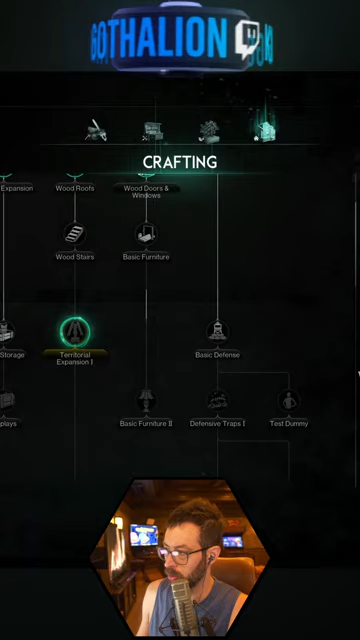 GOTHALION
CRAFTING
Expansion
Wood Roofs
Wood Doors &
Windows
Wood Stairs
Basic Furniture
Storage
Territorial
Expansion I
Basic Defense
plays
Basic Furniture II
Defensive Traps I
Test Dummy